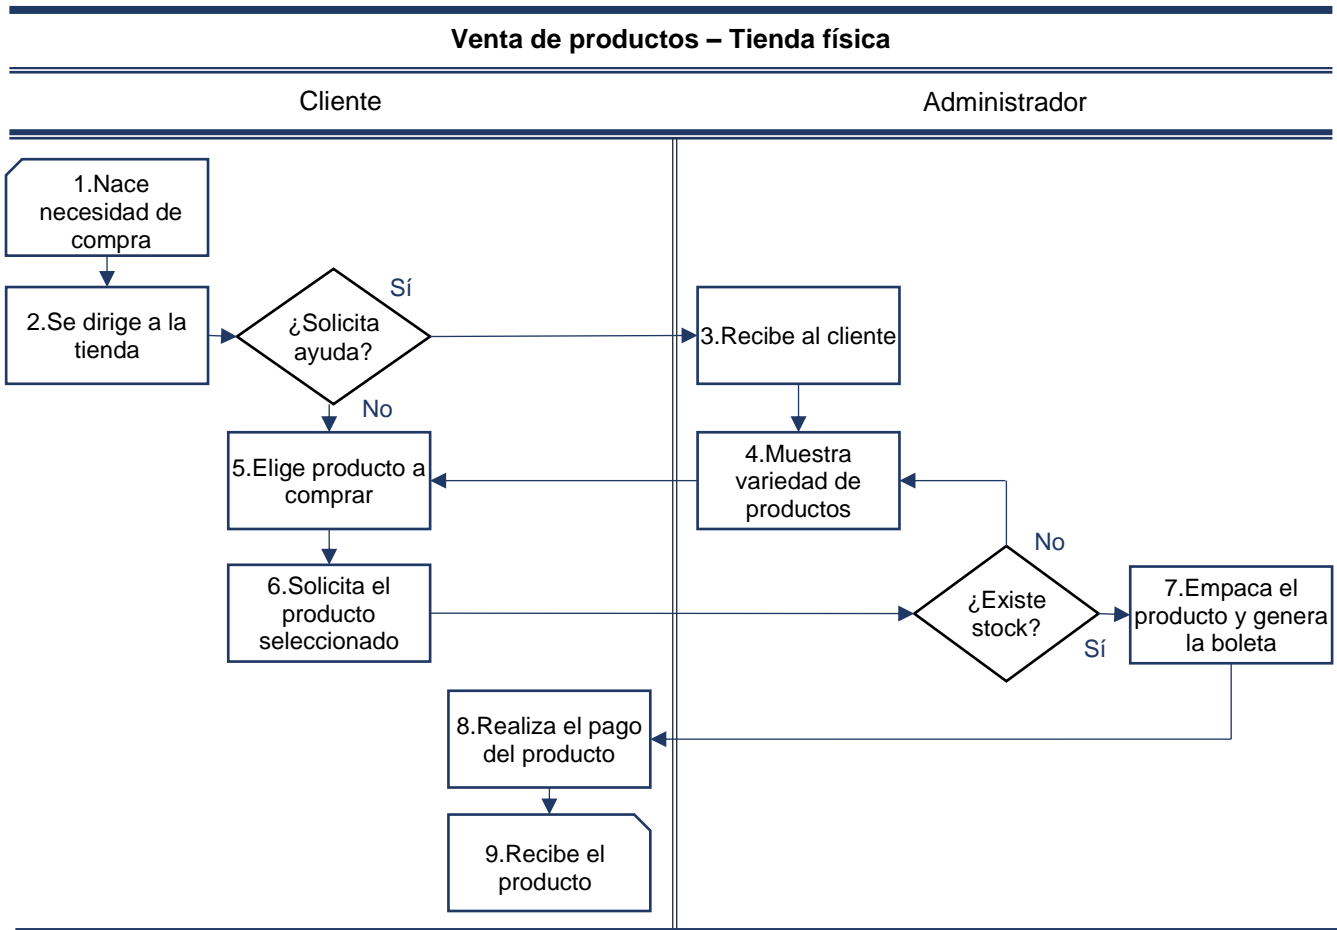 Venta de productos – Tienda física
Cliente
Administrador
1.Nace
necesidad de
compra
2.Se dirige a la
tienda
¿Solicita
ayuda?
Sí
No
3.Recibe al cliente
4.Muestra
variedad de
productos
5.Elige producto a
comprar
6.Solicita el
producto
seleccionado
¿Existe
stock?
No
Sí
7.Empaca el
producto y genera
la boleta
8.Realiza el pago
del producto
9.Recibe el
producto